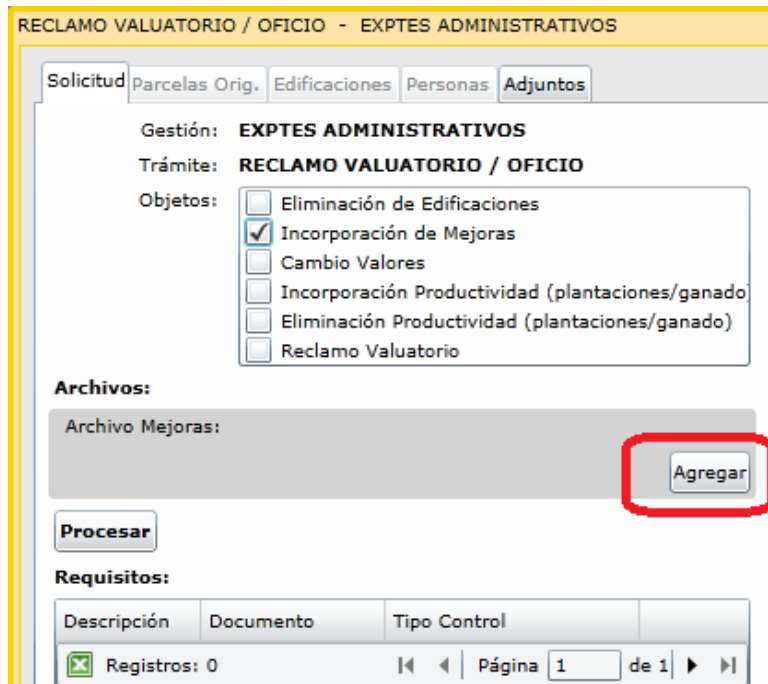 RECLAMO VALUATORIO / OFICIO - EXPTES ADMINISTRATIVOS
Solicitud Parcelas Orig. Edificaciones Personas Adjuntos
Gestión: EXPTES ADMINISTRATIVOS
Trámite: RECLAMO VALUATORIO / OFICIO
Objetos: Eliminación de Edificaciones
Incorporación de Mejoras
Cambio Valores
Incorporación Productividad (plantaciones/ganado
Eliminación Productividad (plantaciones/ganado)
Reclamo Valuatorio
Archivos:
Archivo Mejoras:
Agregar
Procesar
Requisitos:
Descripción Documento Tipo Control
Registros: 0 Página 1 de 1